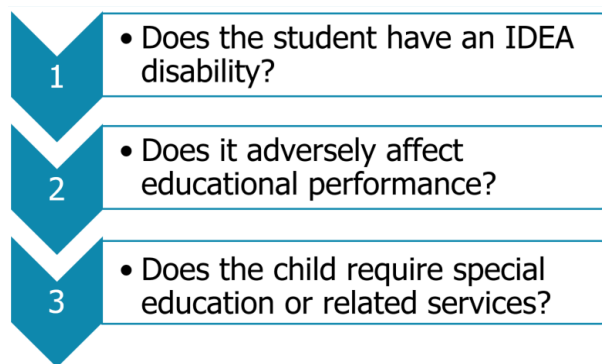 1
• Does the student have an IDEA
disability?
2
• Does it adversely affect
educational performance?
3
• Does the child require special
education or related services?